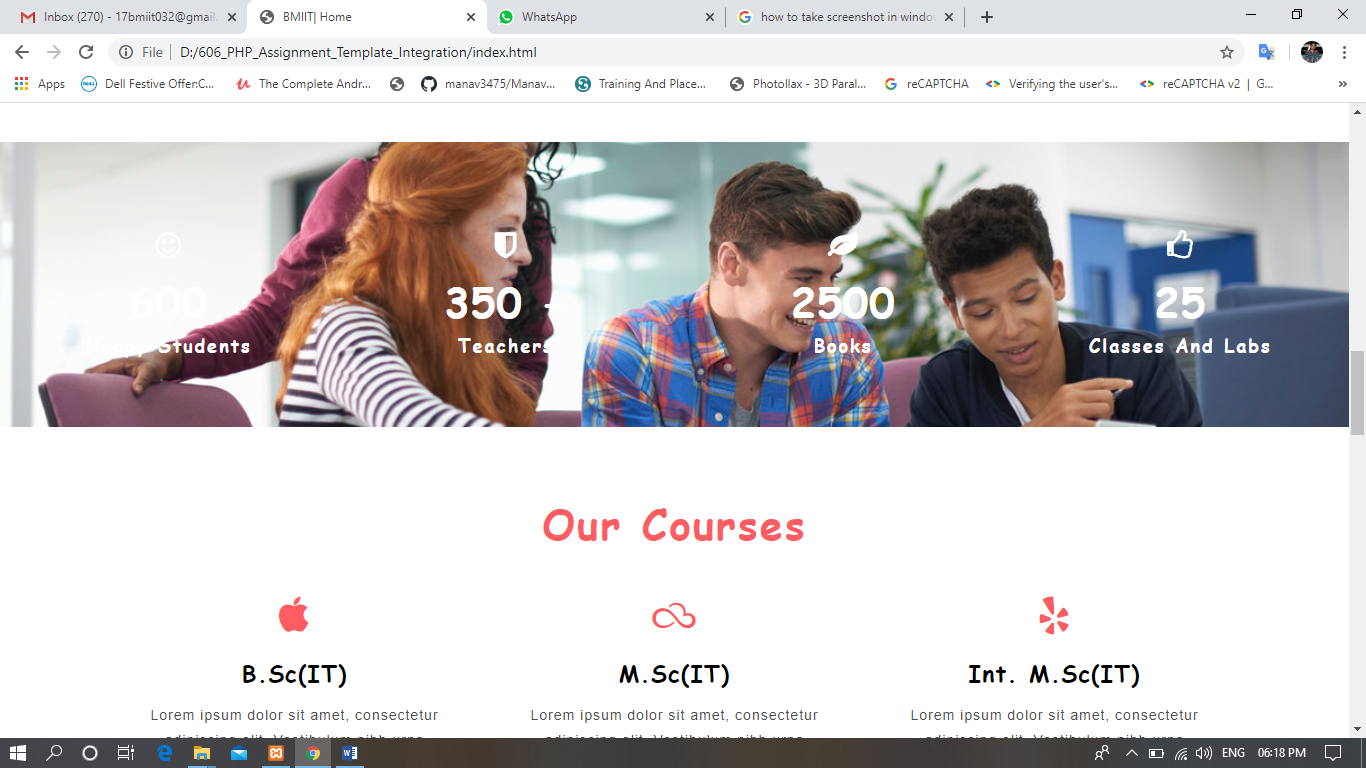 Inbox (270) - 17bmiit032@gmail.
BMIIT| Home
WhatsApp
how to take screenshot in windo
File
D:/606_PHP_Assignment_Template_Integration/index.html
Apps
Dell Festive Offer:C...
The Complete Andr...
manav3475/Manav...
Training And Place...
Photollax - 3D Paral...
reCAPTCHA
Verifying the user's...
reCAPTCHA v2 | G...
»
600
350 +
2500
25
Happy Students
Teachers
Books
Classes And Labs
Our Courses
B.Sc(IT)
M.Sc(IT)
Int. M.Sc(IT)
Lorem ipsum dolor sit amet, consectetur
Lorem ipsum dolor sit amet, consectetur
Lorem ipsum dolor sit amet, consectetur
ENG
06:18 PM